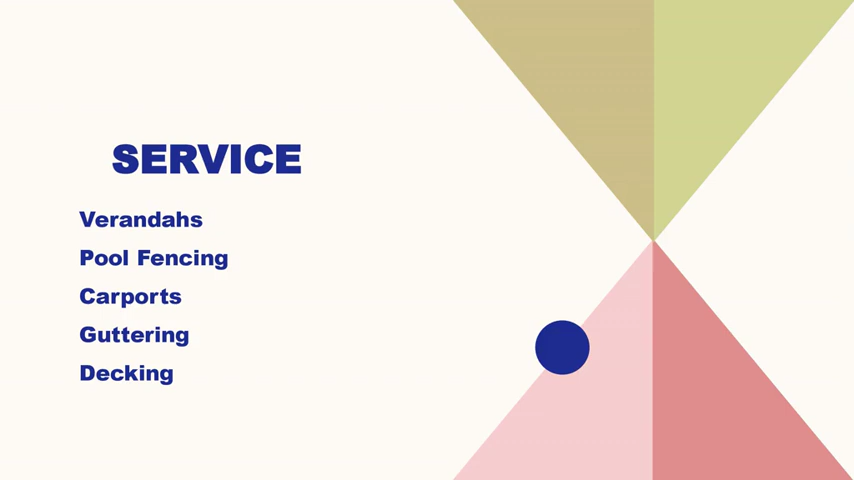 SERVICE
Verandahs
Pool Fencing
Carports
Guttering
Decking